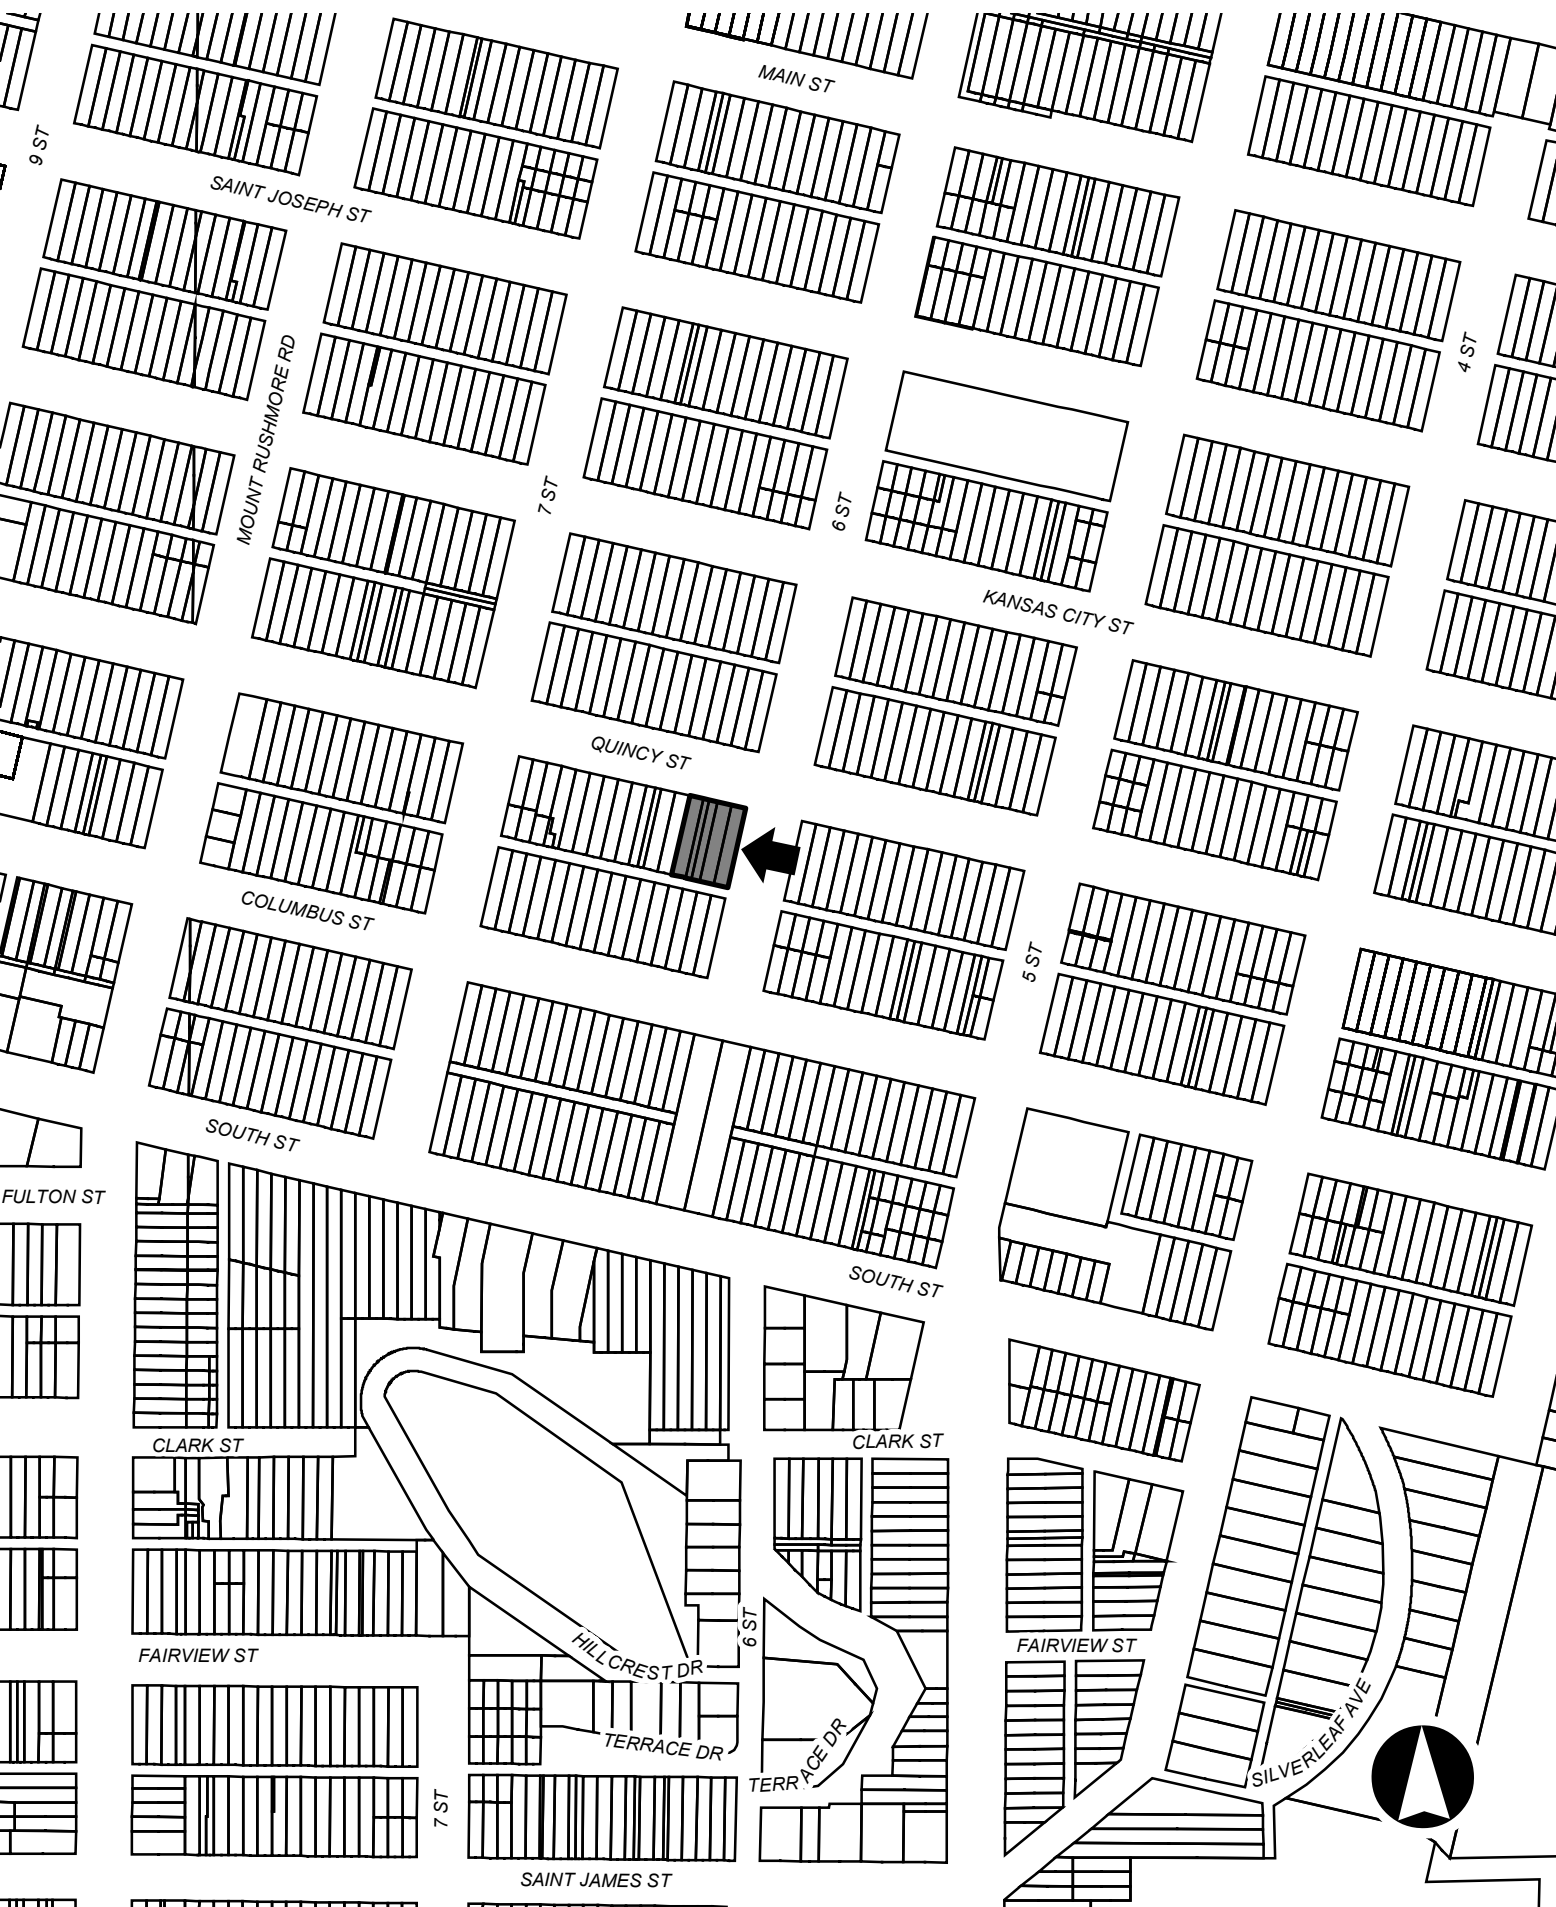 MAIN ST
9 ST
SAINT JOSEPH ST
4 ST
MOUNT RUSHMORE RD
7 ST
6 ST
KANSAS CITY ST
QUINCY ST
COLUMBUS ST
5 ST
SOUTH ST
FULTON ST
SOUTH ST
CLARK ST
CLARK ST
6 ST
FAIRVIEW ST
FAIRVIEW ST
HILLCREST DR
SILVERLEAF AVE
TERRACE DR
TERRACE DR
7 ST
SAINT JAMES ST